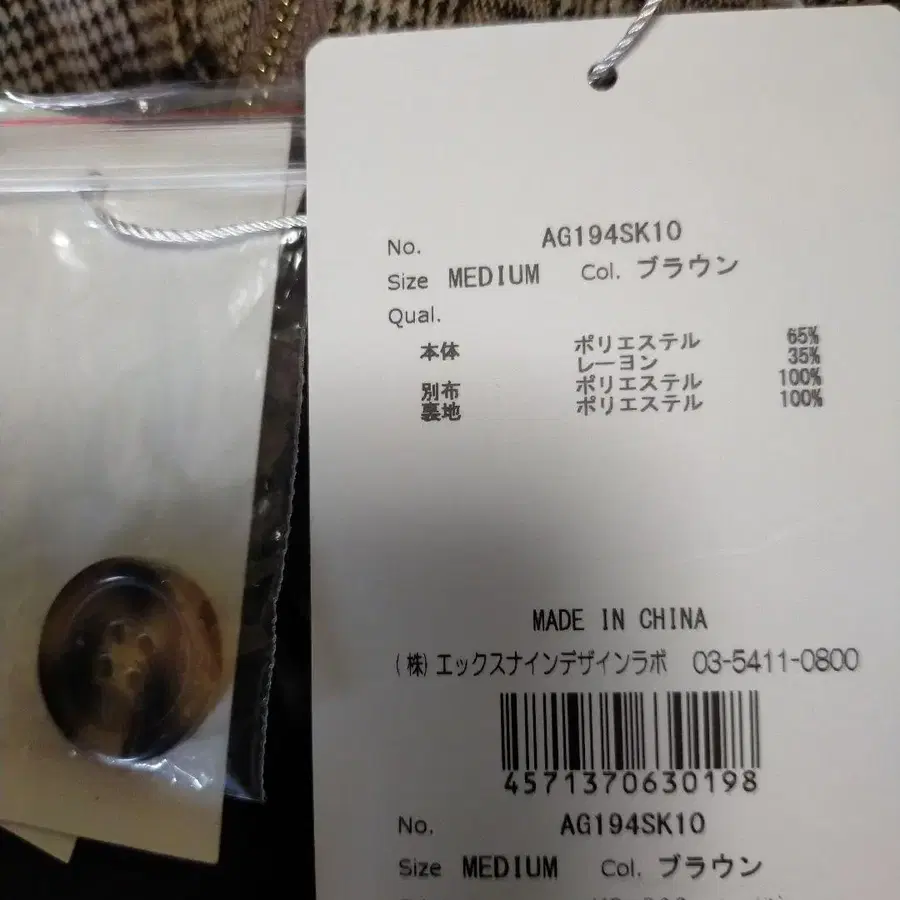 No. AG194SK10
Size MEDIUM Col. ブラウン
Qual.
本体 ポリエステル 65%
レーヨン 35%
別布 ポリエステル 100%
裏地 ポリエステル 100%
MADE IN CHINA
(株)エックスナインデザインラボ 03-5411-0800
4571370630198
No. AG194SK10
Size MEDIUM Col. ブラウン